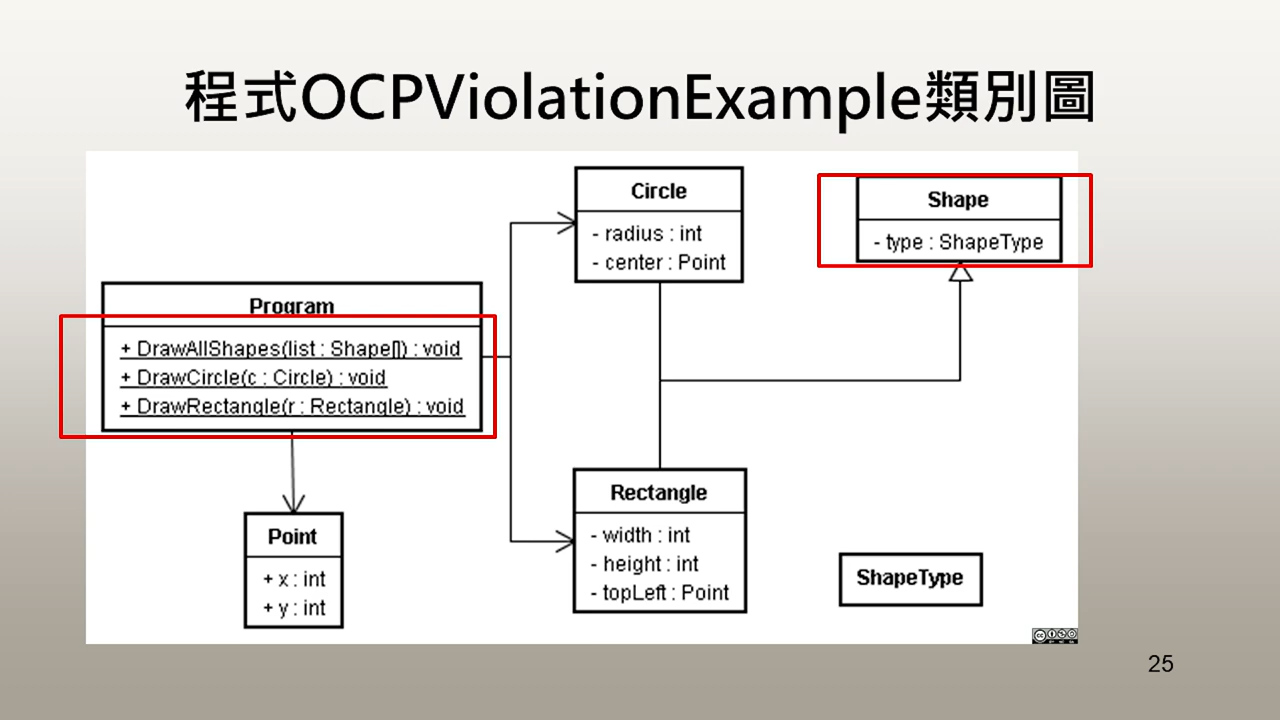 程式OCPViolationExample類別圖
Circle
- radius : int
- center : Point
Shape
- type : ShapeType
Program
+ DrawAllShapes(list : Shape[]) : void
+ DrawCircle(c : Circle) : void
+ DrawRectangle(r : Rectangle) : void
Point
+ x : int
+ y : int
Rectangle
- width : int
- height : int
- topLeft : Point
ShapeType
25